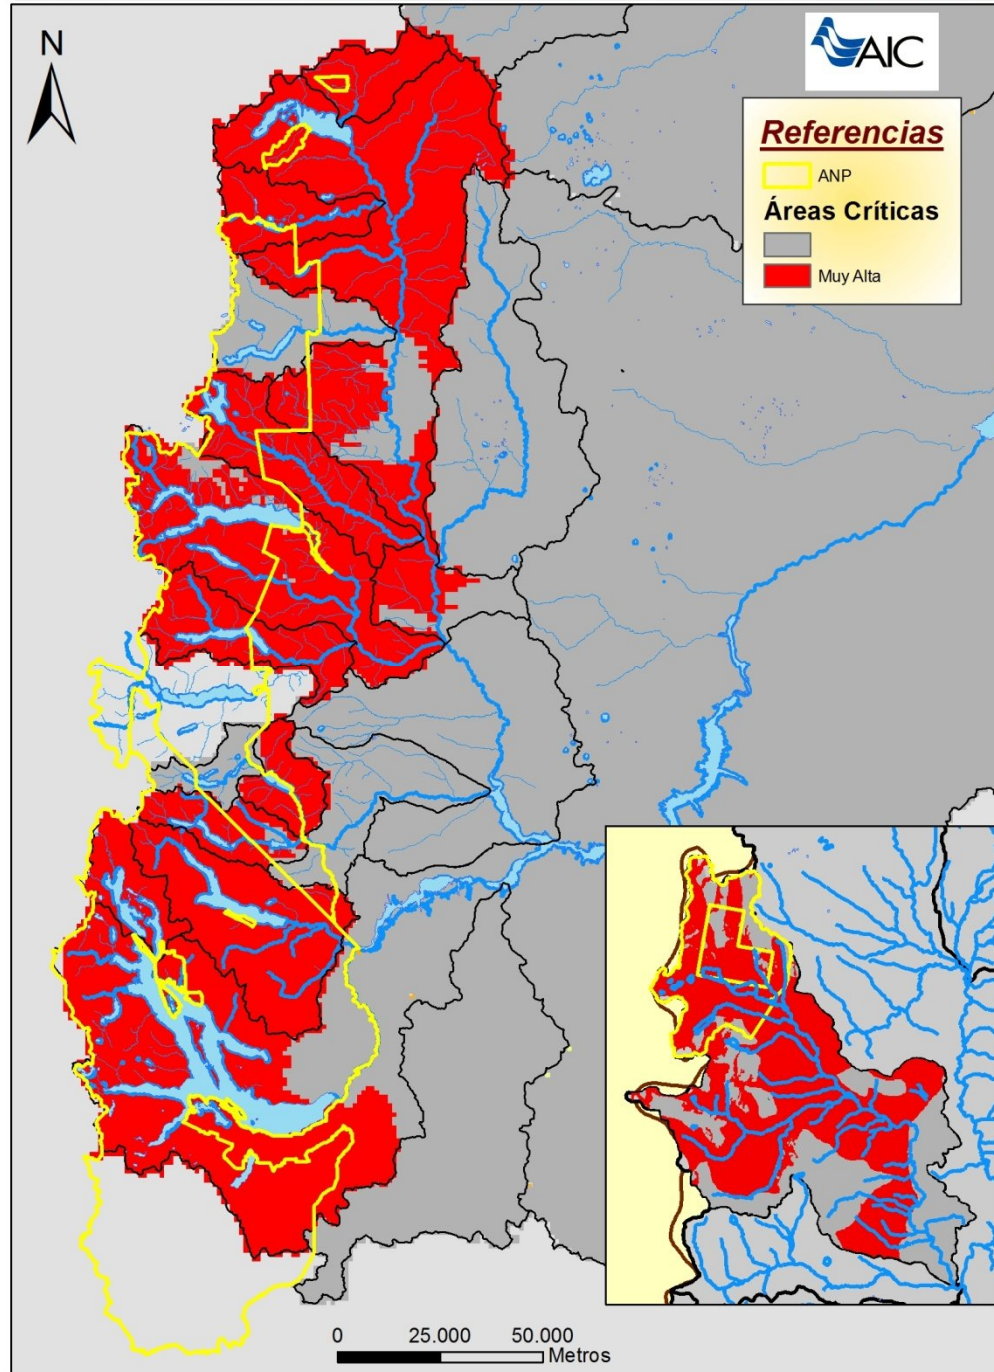 N
AIC
Referencias
ANP
Áreas Críticas
Muy Alta
0 25.000 50.000
Metros